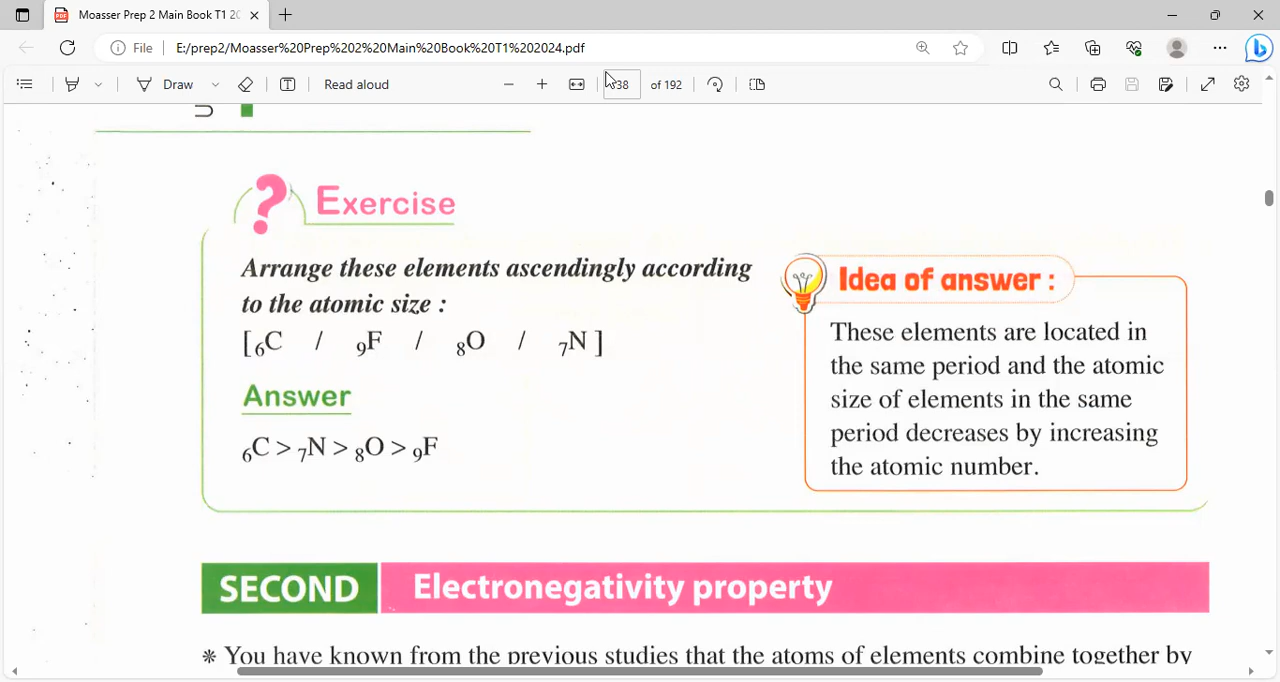 Moasser Prep 2 Main Book T1 20
File
E:/prep2/Moasser%20Prep%202%20Main%20Book%20T1%202024.pdf
Draw
Read aloud
38
of 192
? Exercise
Arrange these elements ascendingly according
to the atomic size :
[₆C / ₉F / ₈O / ₇N ]
Answer
₆C > ₇N > ₈O > ₉F
Idea of answer :
These elements are located in
the same period and the atomic
size of elements in the same
period decreases by increasing
the atomic number.
SECOND Electronegativity property
❊ You have known from the previous studies that the atoms of elements combine together by